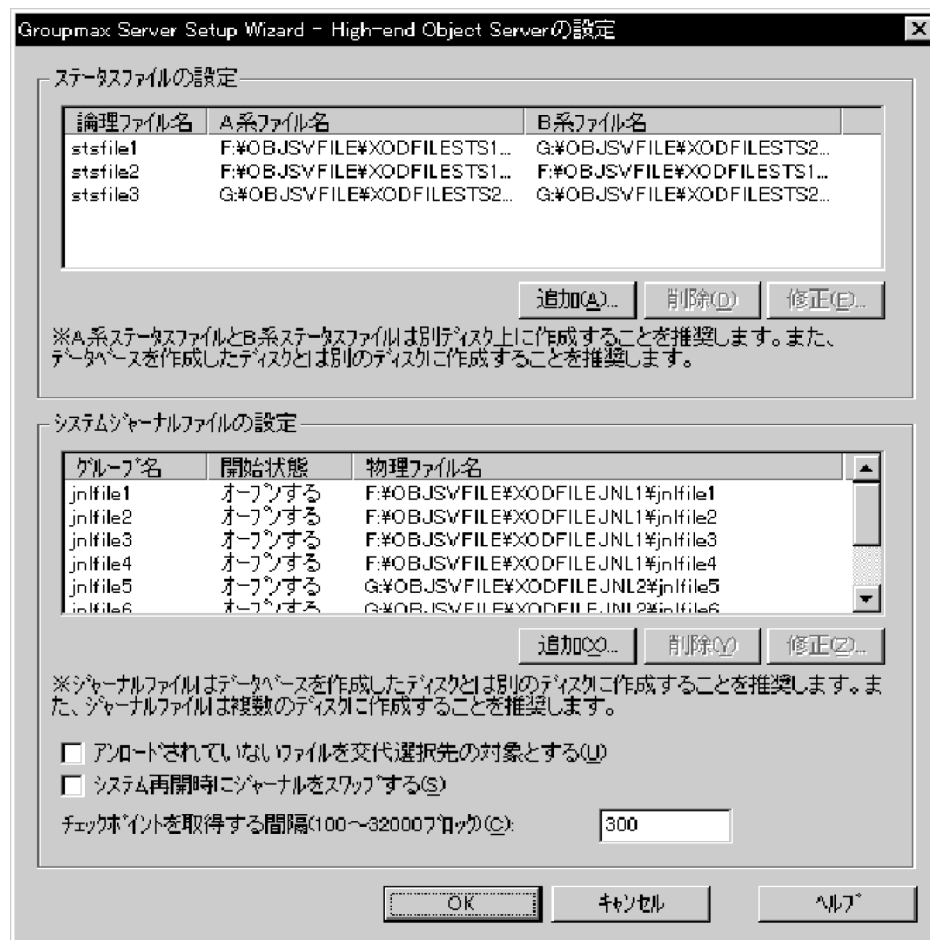 Groupmax Server Setup Wizard - High-end Object Serverの設定
ステータスファイルの設定
論理ファイル名 A系ファイル名 B系ファイル名
stsfile1 F:¥OBJSVFILE¥XODFILESTS1... G:¥OBJSVFILE¥XODFILESTS2...
stsfile2 F:¥OBJSVFILE¥XODFILESTS1... F:¥OBJSVFILE¥XODFILESTS1...
stsfile3 G:¥OBJSVFILE¥XODFILESTS2... G:¥OBJSVFILE¥XODFILESTS2...
追加(A)... 削除(D) 修正(E)...
※A系ステータスファイルとB系ステータスファイルは別ディスク上に作成することを推奨します。また、
データベースを作成したディスクとは別のディスクに作成することを推奨します。
システムジャーナルファイルの設定
グループ名 開始状態 物理ファイル名
jnlfile1 オープンする F:¥OBJSVFILE¥XODFILEJNL1¥jnlfile1
jnlfile2 オープンする F:¥OBJSVFILE¥XODFILEJNL1¥jnlfile2
jnlfile3 オープンする F:¥OBJSVFILE¥XODFILEJNL1¥jnlfile3
jnlfile4 オープンする F:¥OBJSVFILE¥XODFILEJNL1¥jnlfile4
jnlfile5 オープンする G:¥OBJSVFILE¥XODFILEJNL2¥jnlfile5
jnlfile6 オープンする G:¥OBJSVFILE¥XODFILEJNL2¥jnlfile6
追加(X)... 削除(Y) 修正(Z)...
※ジャーナルファイルはデータベースを作成したディスクとは別のディスクに作成することを推奨します。ま
た、ジャーナルファイルは複数のディスクに作成することを推奨します。
アンロードされていないファイルを交代選択先の対象とする(U)
システム再開時にジャーナルをスワップする(S)
チェックポイントを取得する間隔(100～32000ブロック)(C): 300
OK キャンセル ヘルプ